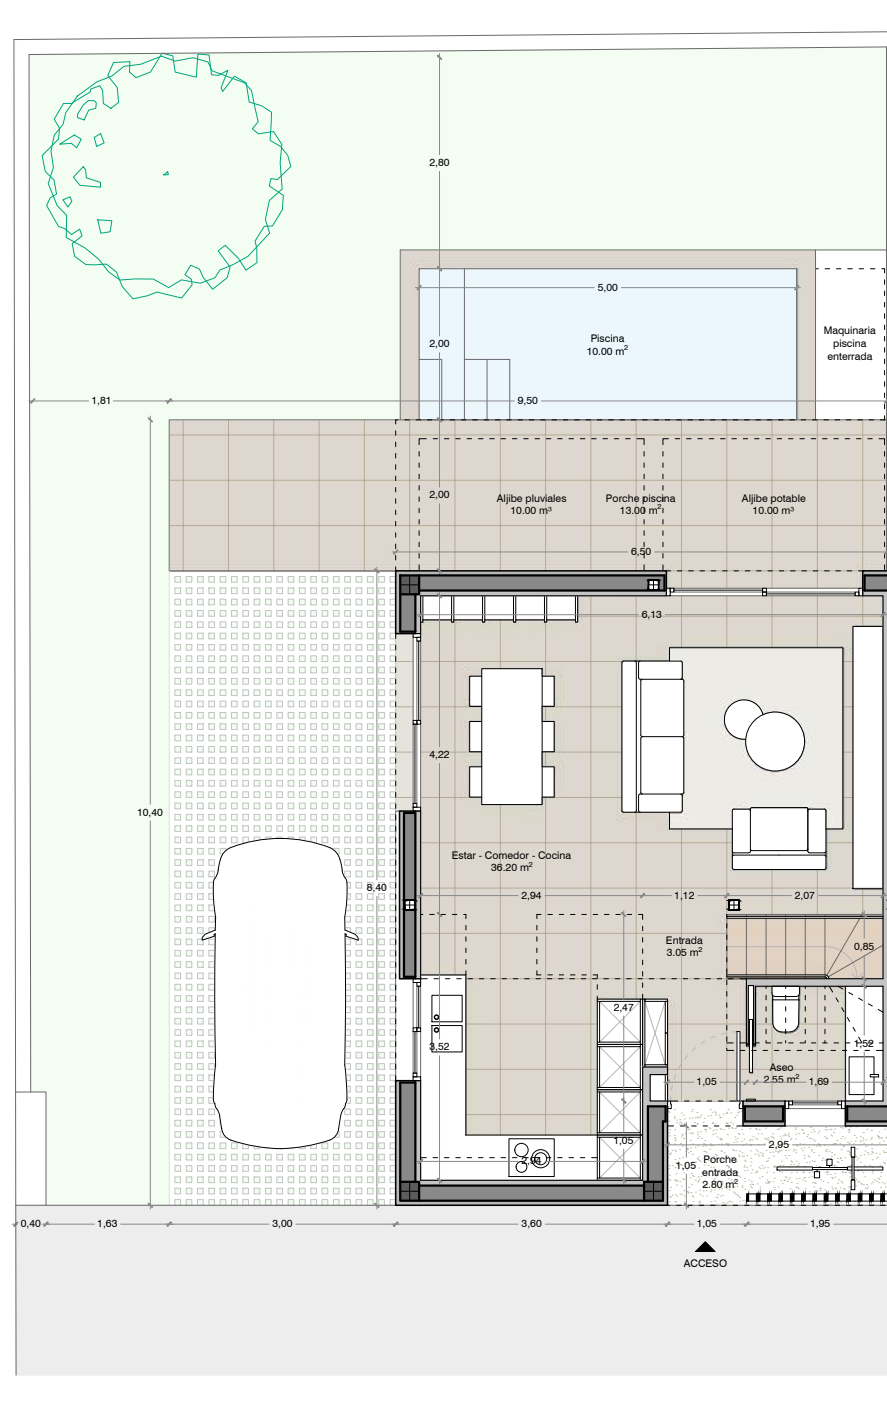 2,80
5,00
Piscina
10.00 m²
2,00
Maquinaria
piscina
enterrada
1,81
9,50
2,00
Aljibe pluviales
10.00 m³
Porche piscina
13.00 m²
Aljibe potable
10.00 m³
6,50
6,13
4,22
10,40
Estar - Comedor - Cocina
36.20 m²
8,40
2,94
1,12
2,07
Entrada
3.05 m²
0,85
2,47
3,52
1,52
Aseo
2.55 m²
1,05
1,69
1,05
2,95
Porche
entrada
2.80 m²
1,05
0,40
1,63
3,00
3,60
1,05
1,95
ACCESO